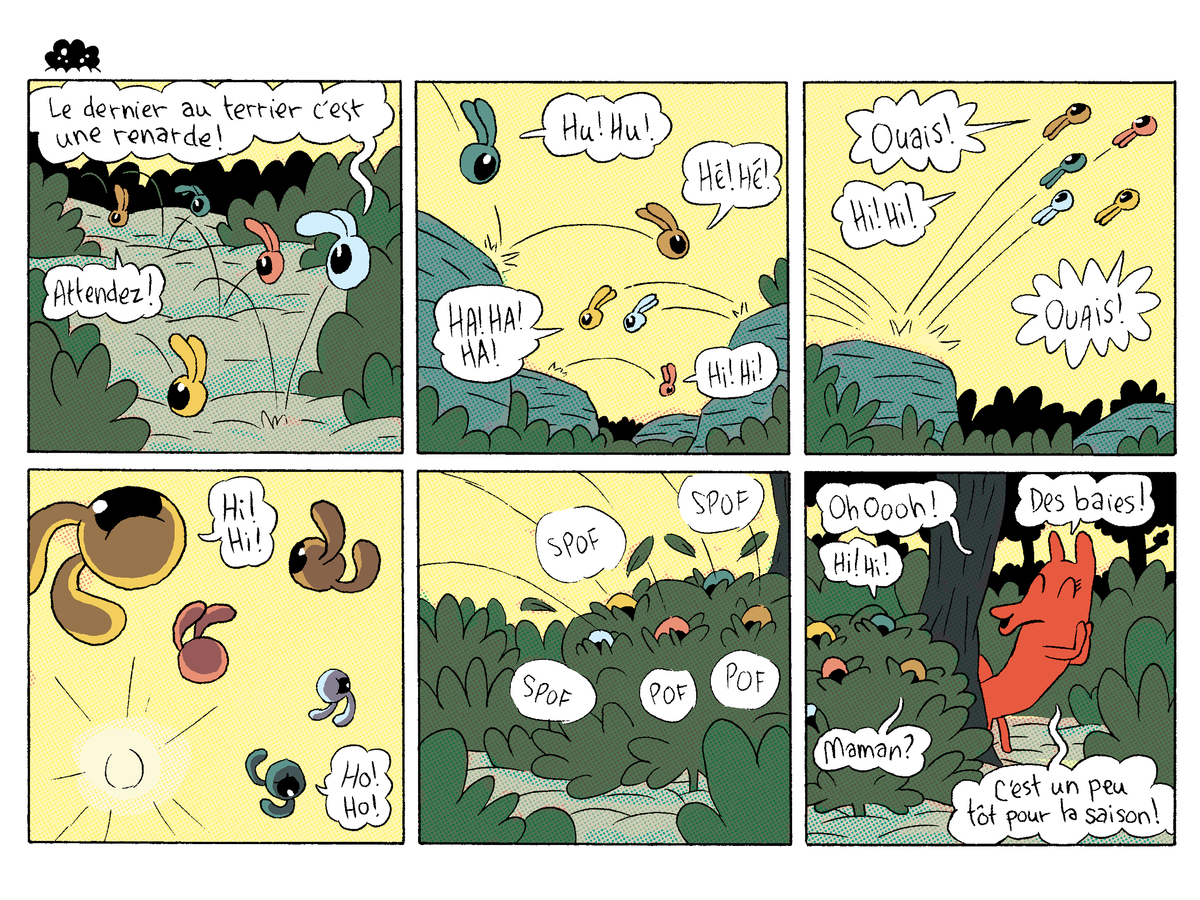 Le dernier au terrier c'est
une renarde!
Attendez!
Hu! Hu!
Hé! Hé!
HA! HA!
HA!
Hi! Hi!
Ouais!
Hi! Hi!
OUAIS!
Hi!
Hi!
Ho!
Ho!
SPOF
SPOF
SPOF
POF
POF
Oh Oooh!
Des baies!
Hi! Hi!
Maman?
C'est un peu
tôt pour la saison!